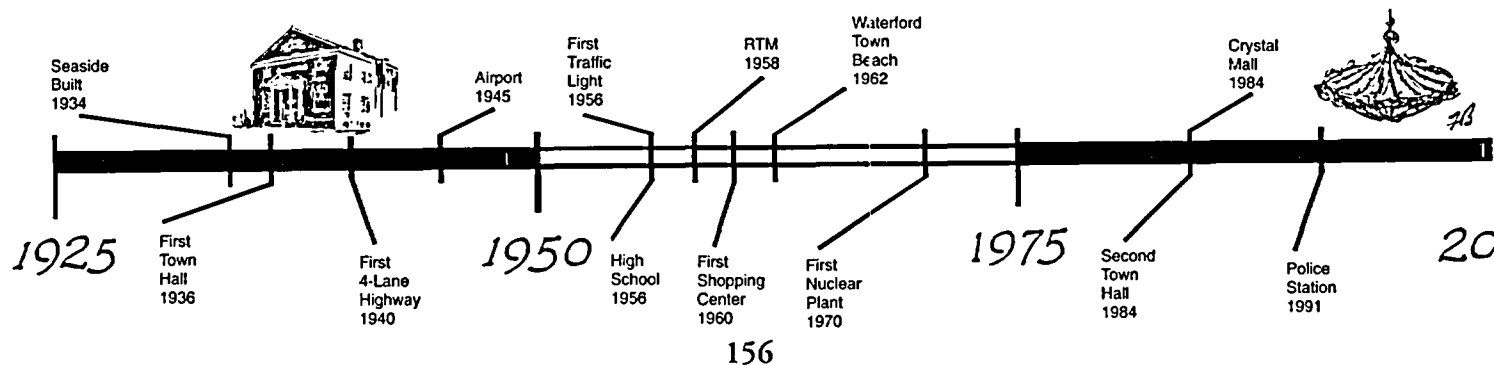 Seaside
Built
1934
Airport
1945
First
Traffic
Light
1956
RTM
1958
Waterford
Town
Beach
1962
Crystal
Mall
1984
1925
1950
1975
20
First
Town
Hall
1936
First
4-Lane
Highway
1940
High
School
1956
First
Shopping
Center
1960
First
Nuclear
Plant
1970
Second
Town
Hall
1984
Police
Station
1991
156